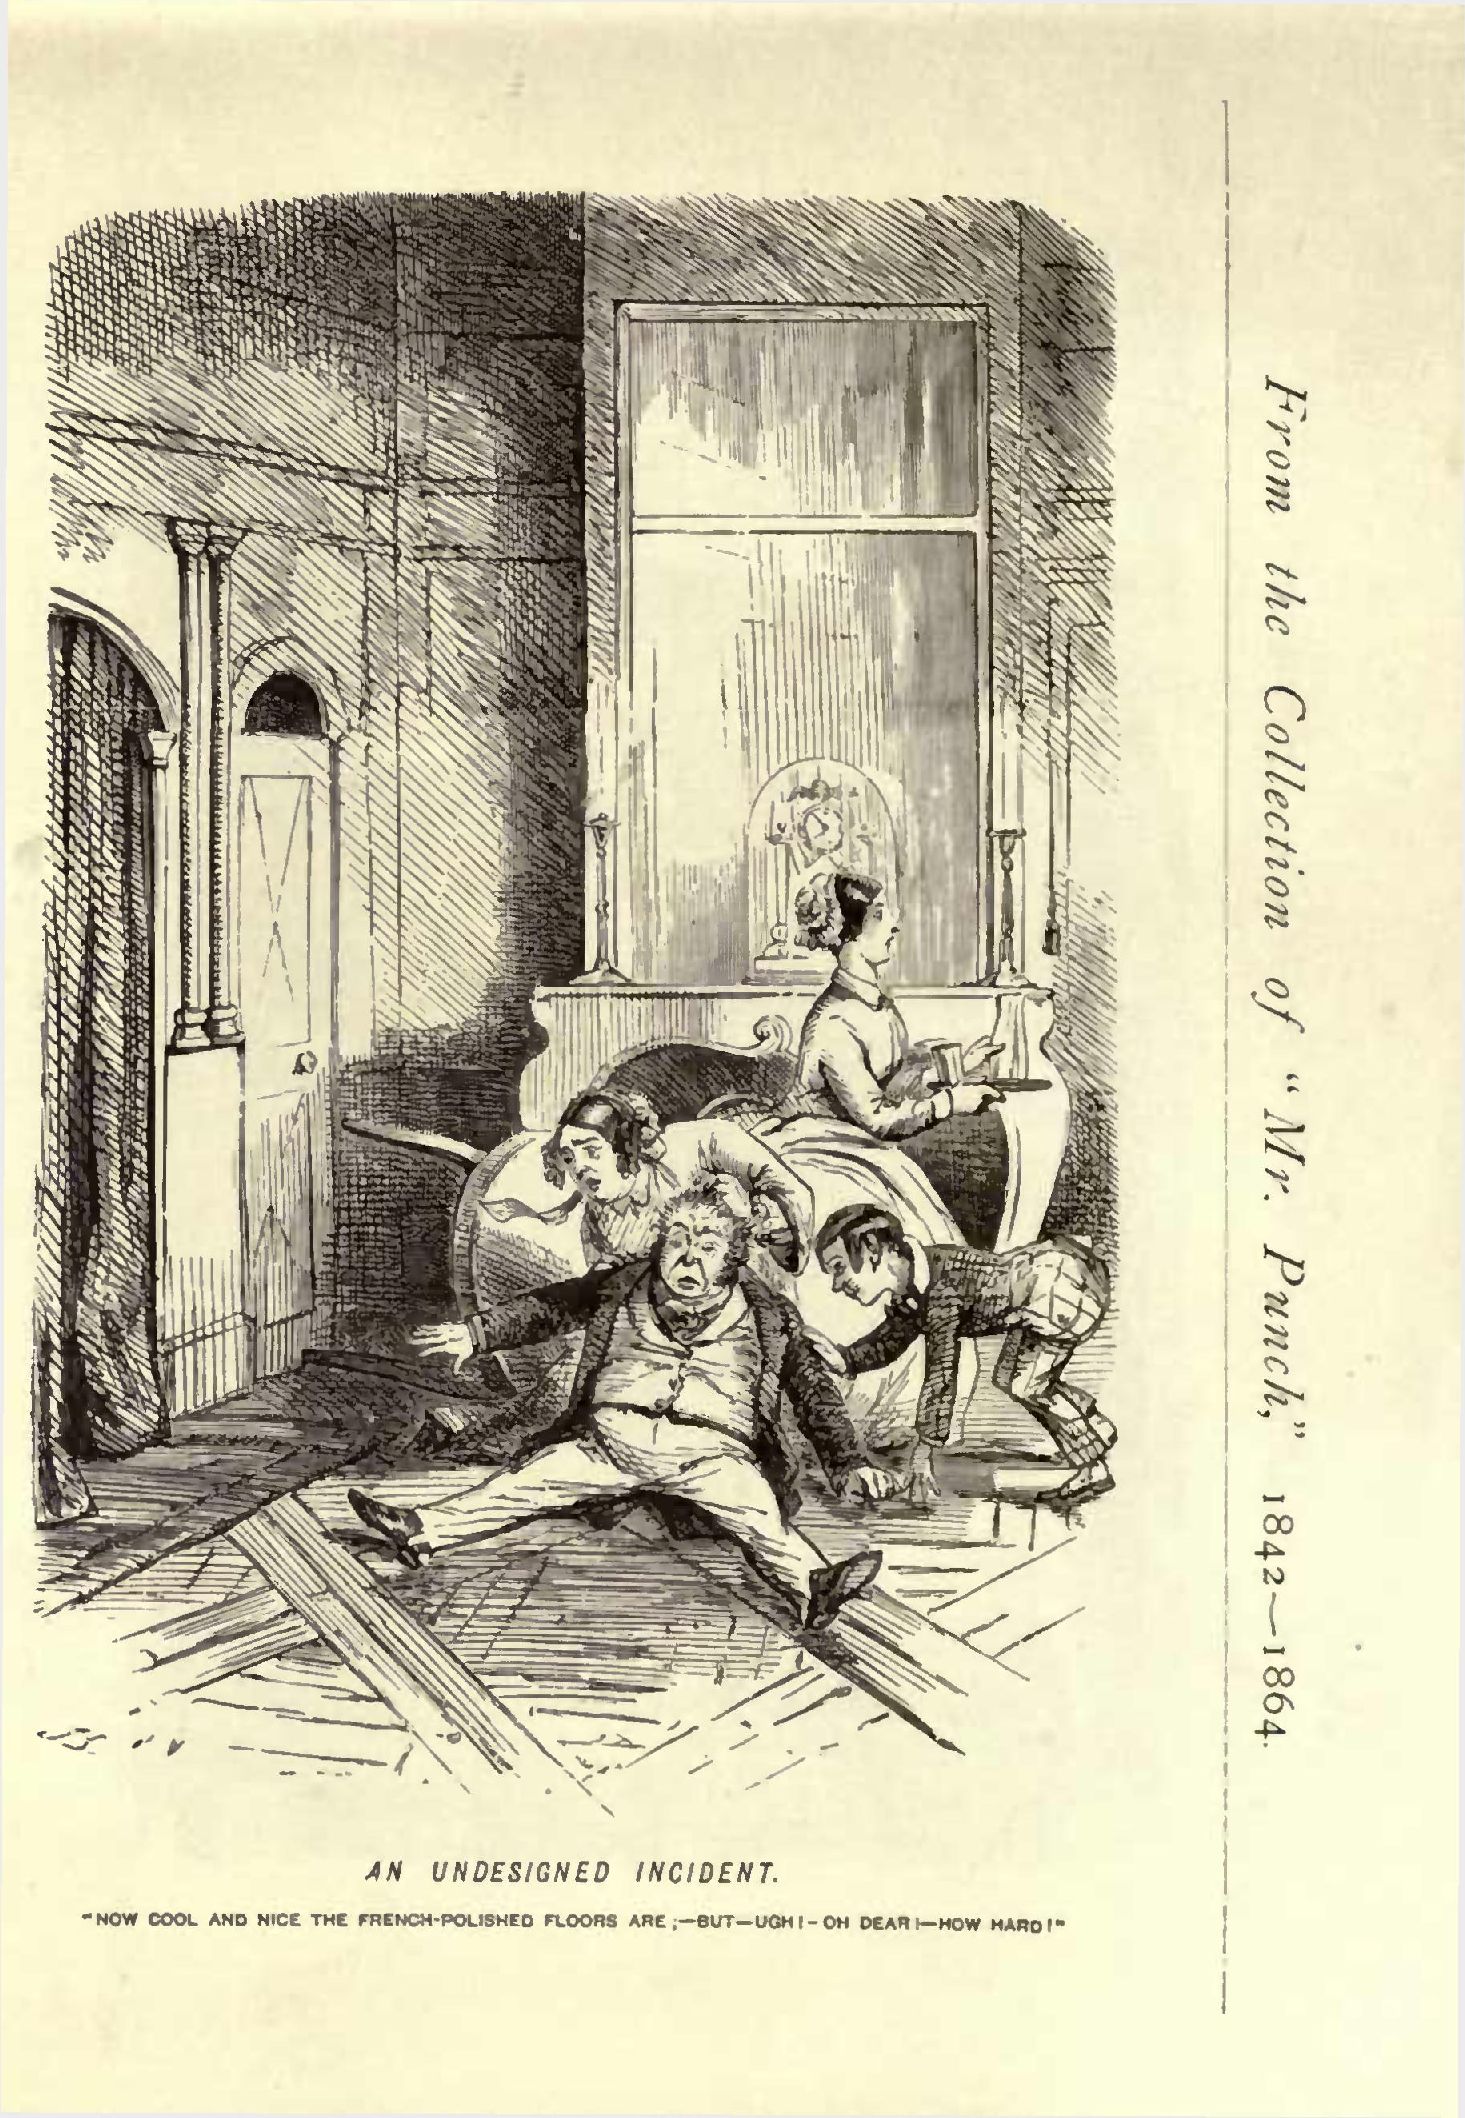 From the Collection of "Mr. Punch," 1842—1864.
AN UNDESIGNED INCIDENT.
"NOW COOL AND NICE THE FRENCH-POLISHED FLOORS ARE;—BUT—UGH!—OH DEAR!—HOW HARD!"